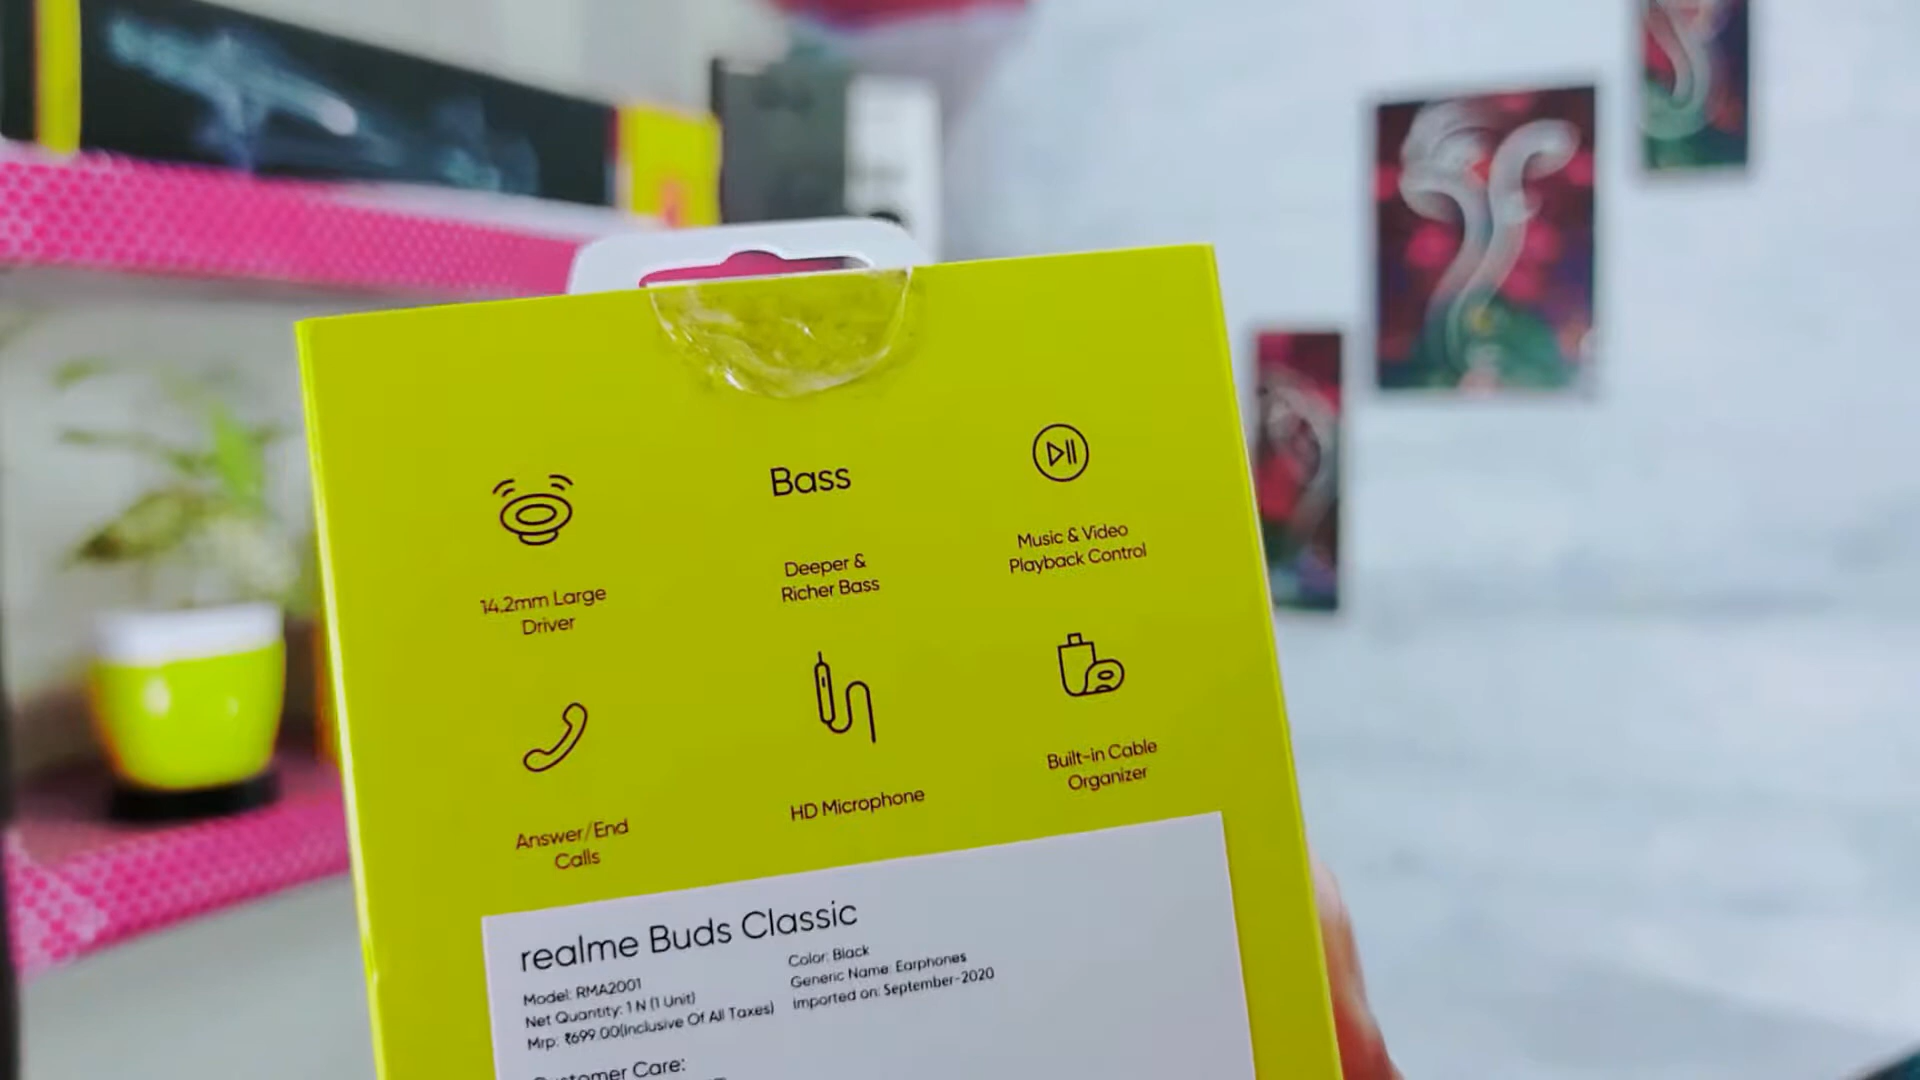 Bass
14.2mm Large
Driver
Deeper &
Richer Bass
Music & Video
Playback Control
Answer/End
Calls
HD Microphone
Built-in Cable
Organizer
realme Buds Classic
Model: RMA2001
Net Quantity: 1 N (1 Unit)
Mrp: ₹699.00(Inclusive Of All Taxes)
Color: Black
Generic Name: Earphones
Imported on: September-2020
Customer Care: